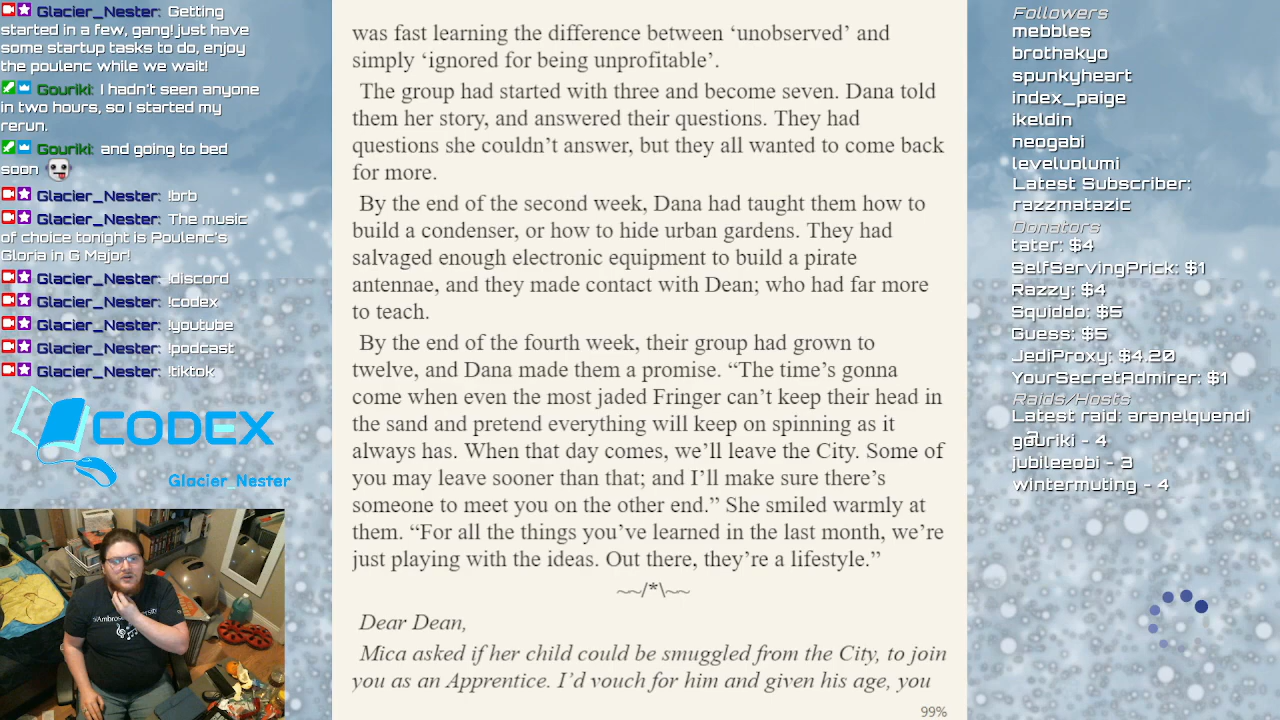 Glacier_Nester: Getting
started in a few, gang! just have
some startup tasks to do, enjoy
the poulenc while we wait!
Gouriki: I hadn't seen anyone
in two hours, so I started my
rerun.
Gouriki: and going to bed
soon
Glacier_Nester: !brb
Glacier_Nester: The music
of choice tonight is Poulenc's
Gloria in G Major!
Glacier_Nester: !discord
Glacier_Nester: !codex
Glacier_Nester: !youtube
Glacier_Nester: !podcast
Glacier_Nester: !tiktok
CODEX
Glacier_Nester
was fast learning the difference between ‘unobserved’ and
simply ‘ignored for being unprofitable’.
The group had started with three and become seven. Dana told
them her story, and answered their questions. They had
questions she couldn’t answer, but they all wanted to come back
for more.
By the end of the second week, Dana had taught them how to
build a condenser, or how to hide urban gardens. They had
salvaged enough electronic equipment to build a pirate
antennae, and they made contact with Dean; who had far more
to teach.
By the end of the fourth week, their group had grown to
twelve, and Dana made them a promise. “The time’s gonna
come when even the most jaded Fringer can’t keep their head in
the sand and pretend everything will keep on spinning as it
always has. When that day comes, we’ll leave the City. Some of
you may leave sooner than that; and I’ll make sure there’s
someone to meet you on the other end.” She smiled warmly at
them. “For all the things you’ve learned in the last month, we’re
just playing with the ideas. Out there, they’re a lifestyle.”
~~/*\~~
Dear Dean,
Mica asked if her child could be smuggled from the City, to join
you as an Apprentice. I’d vouch for him and given his age, you
99%
Followers
mebbles
brothakyo
spunkyheart
index_paige
ikeldin
neogabi
leveluplumi
Latest Subscriber:
razzmatazic
Donators
tater: $4
SelfServingPrick: $1
Razzy: $4
Squiddo: $5
Guess: $5
JediProxy: $4.20
YourSecretAdmirer: $1
Raids/Hosts
Latest raid: aranelquendi
gouriki - 4
jubileeobi - 3
wintermuting - 4